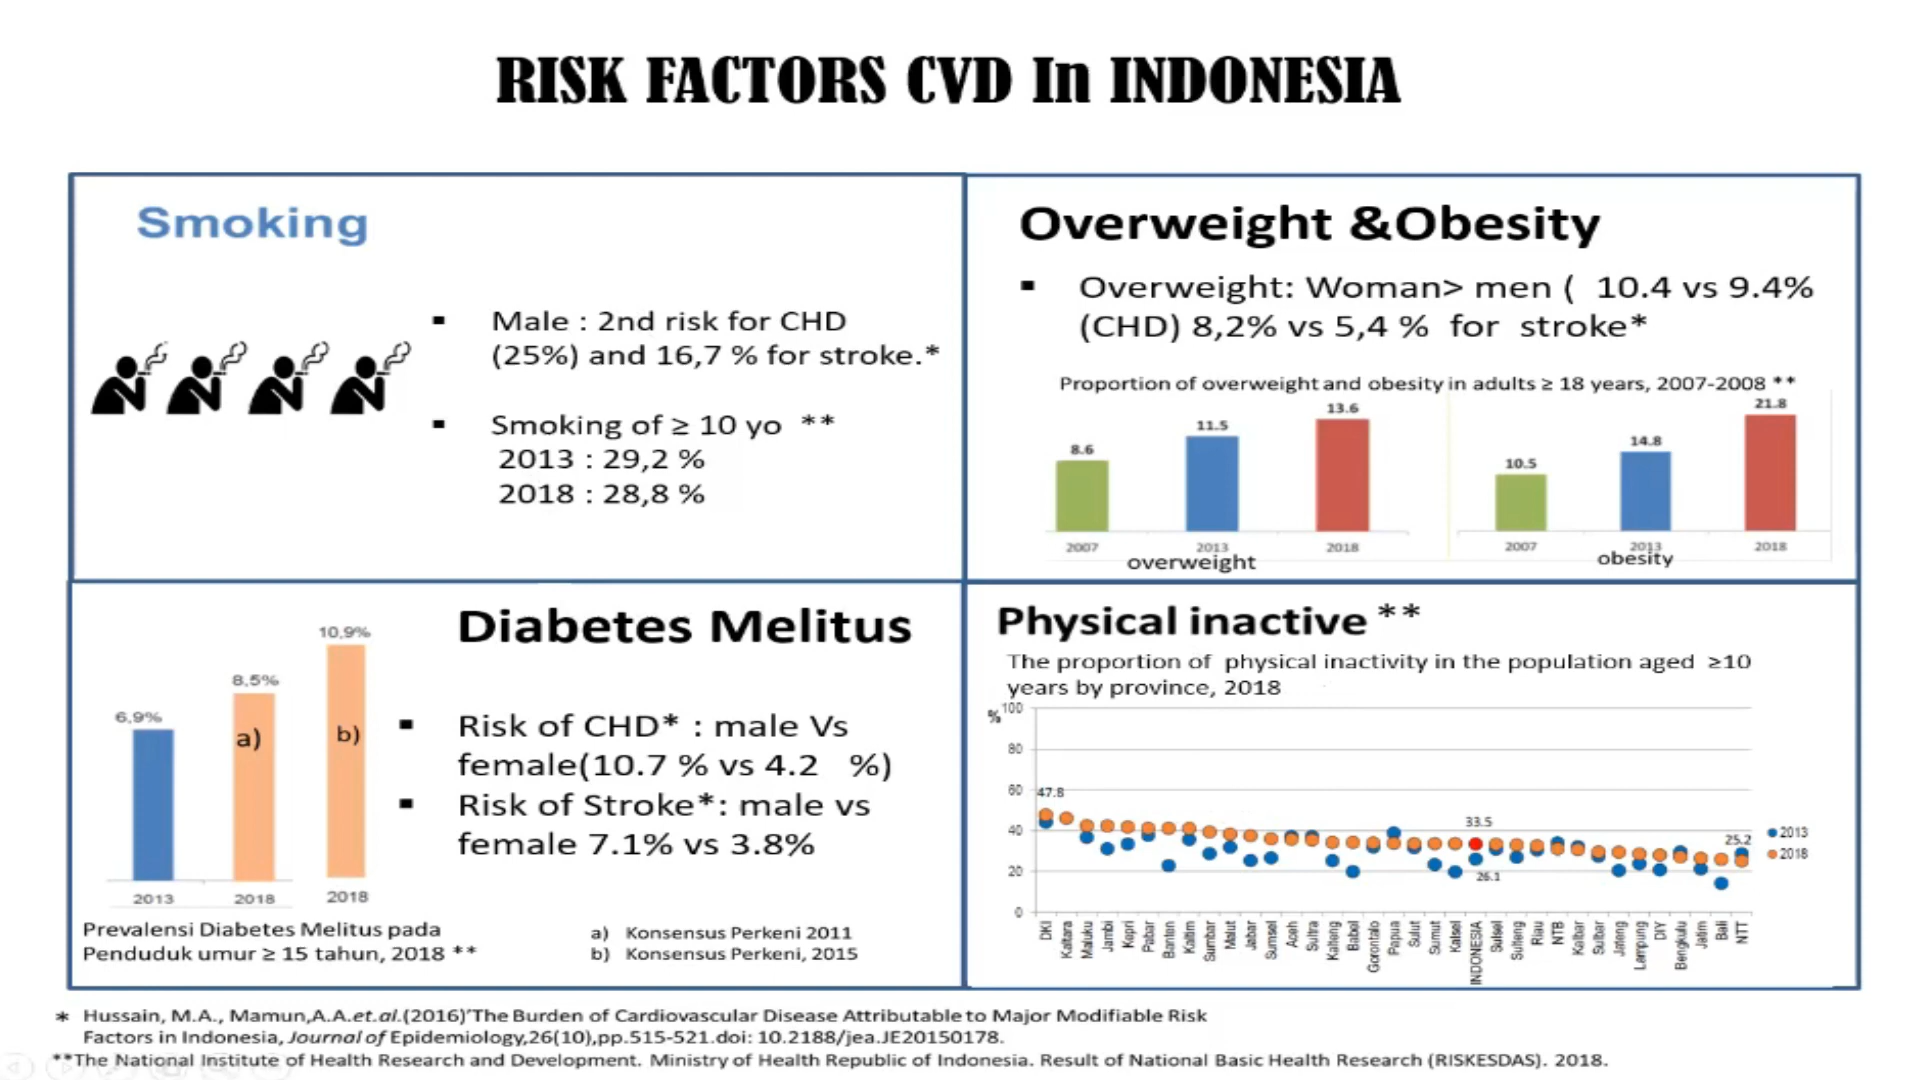 RISK FACTORS CVD In INDONESIA
Smoking
▪ Male : 2nd risk for CHD
(25%) and 16,7 % for stroke.*
▪ Smoking of ≥ 10 yo **
2013 : 29,2 %
2018 : 28,8 %
Overweight &Obesity
▪ Overweight: Woman> men ( 10.4 vs 9.4%
(CHD) 8,2% vs 5,4 % for stroke*
Proportion of overweight and obesity in adults ≥ 18 years, 2007-2008 **
8.6 11.5 13.6
2007 2013 2018
overweight
10.5 14.8 21.8
2007 2013 2018
obesity
Diabetes Melitus
6,9% 8,5% 10,9%
a) b)
2013 2018 2018
▪ Risk of CHD* : male Vs
female(10.7 % vs 4.2 %)
▪ Risk of Stroke*: male vs
female 7.1% vs 3.8%
Prevalensi Diabetes Melitus pada
Penduduk umur ≥ 15 tahun, 2018 **
a) Konsensus Perkeni 2011
b) Konsensus Perkeni, 2015
Physical inactive **
The proportion of physical inactivity in the population aged ≥10
years by province, 2018
%
100
80
60
40
20
0
47.8
33.5
26.1
25.2
2013
2018
DKI Kaltara Maluku Jambi Kepri Pabar Banten Kaltim Sumbar Malut Jabar Sumsel Aceh Sultra Kalteng Babel Gorontalo Papua Sulut Sumut Kalsel INDONESIA Sulsel Sulteng Riau NTB Kalbar Sulbar Jateng Lampung DIY Bengkulu Jatim Bali NTT
* Hussain, M.A., Mamun,A.A.et.al.(2016)'The Burden of Cardiovascular Disease Attributable to Major Modifiable Risk
Factors in Indonesia, Journal of Epidemiology,26(10),pp.515-521.doi: 10.2188/jea.JE20150178.
**The National Institute of Health Research and Development. Ministry of Health Republic of Indonesia. Result of National Basic Health Research (RISKESDAS). 2018.